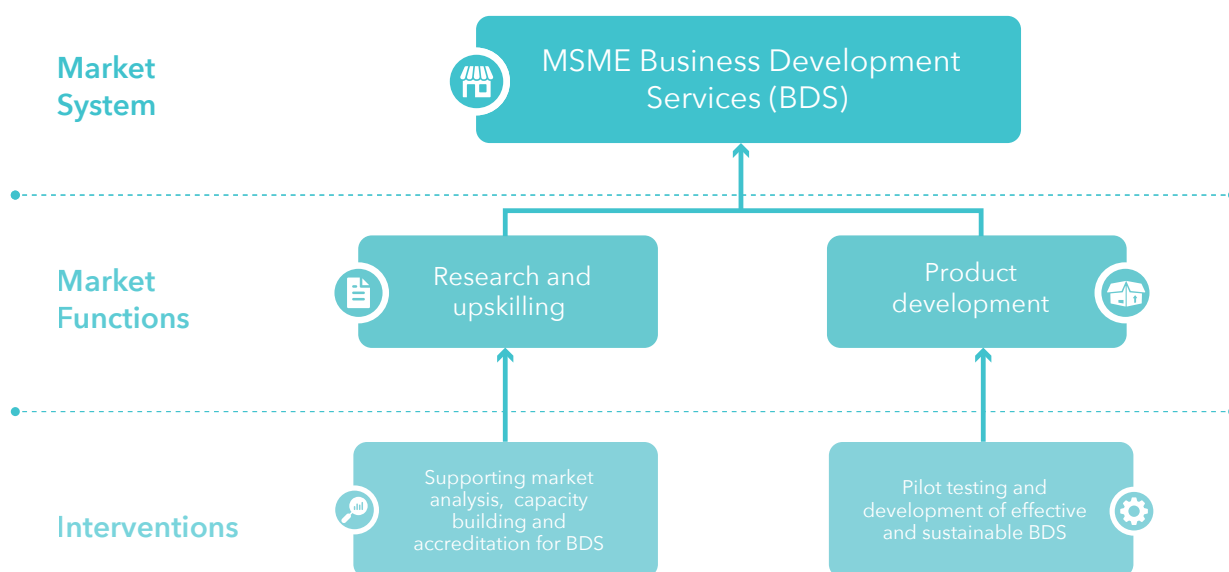 Market
System
MSME Business Development
Services (BDS)
Market
Functions
Research and
upskilling
Product
development
Interventions
Supporting market
analysis, capacity
building and
accreditation for BDS
Pilot testing and
development of effective
and sustainable BDS